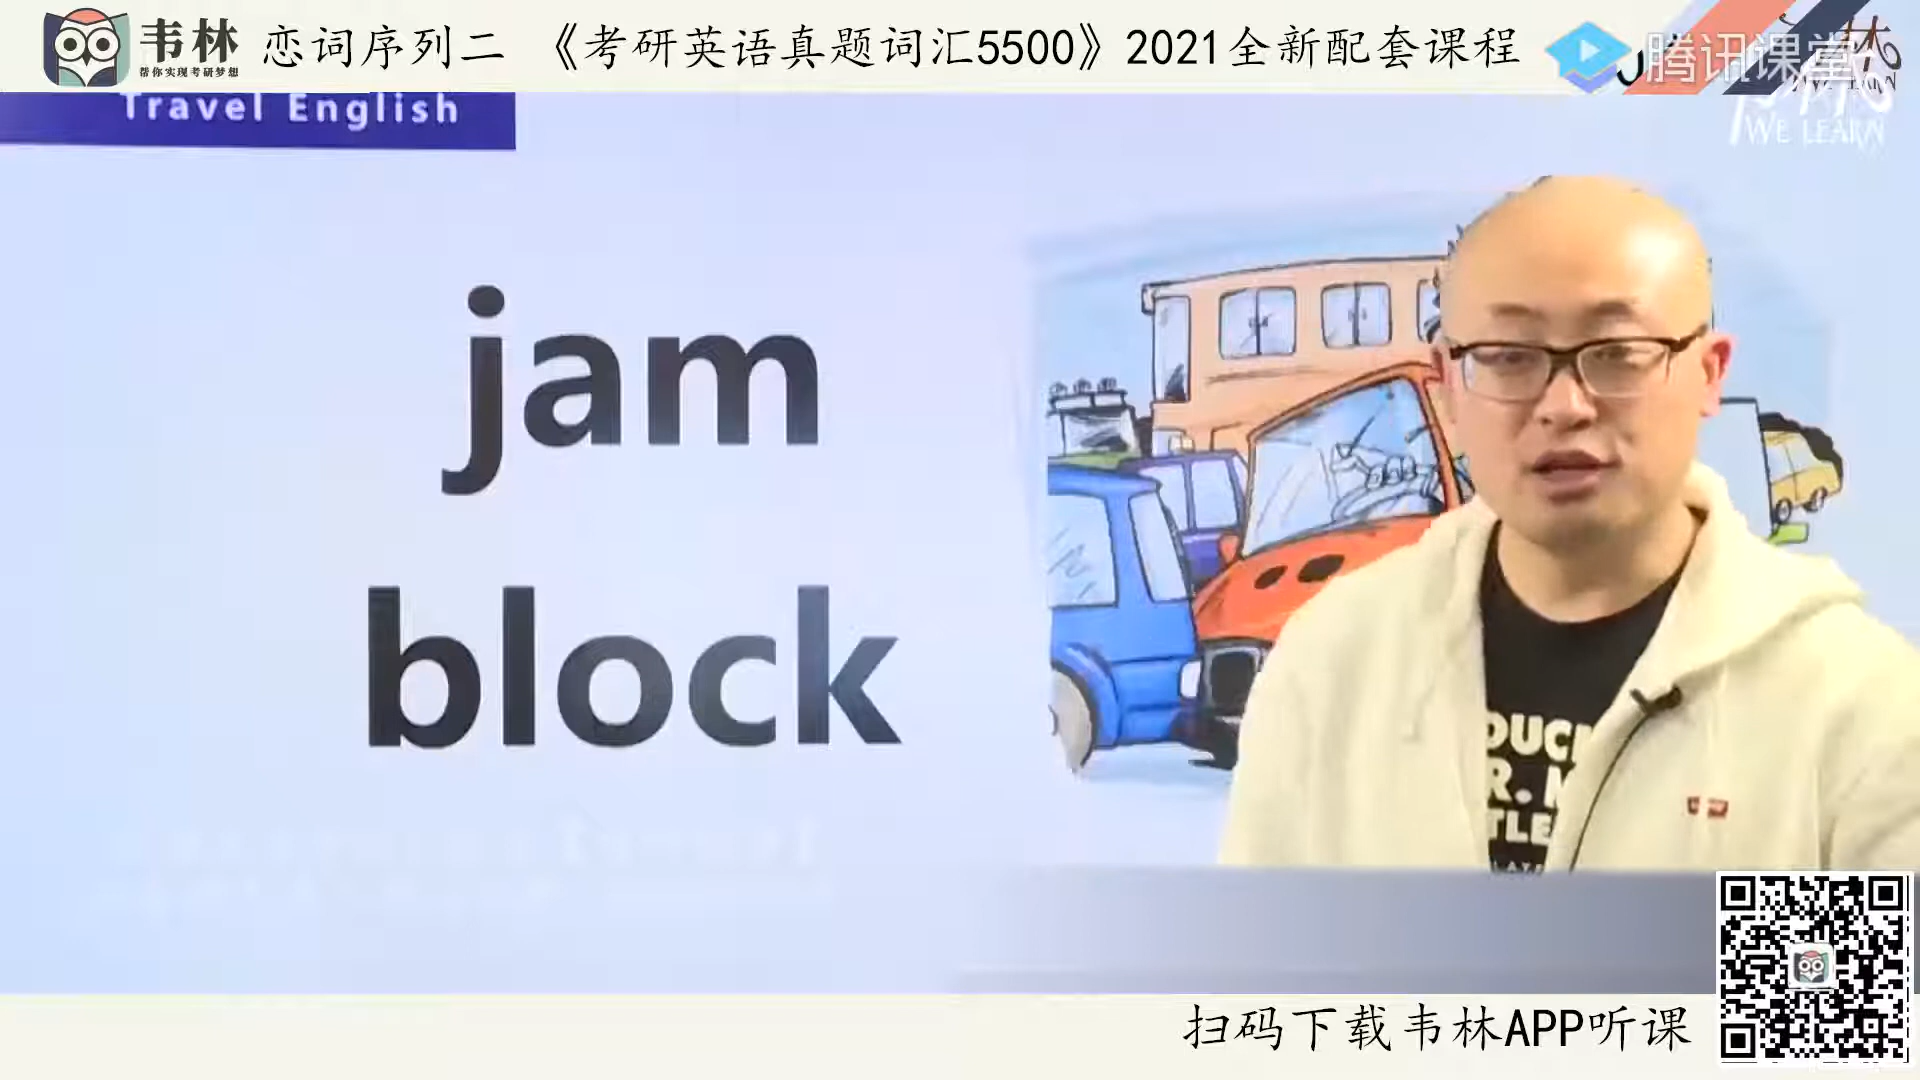 韦林
帮你实现考研梦想
恋词序列二 《考研英语真题词汇5500》2021全新配套课程
腾讯课堂
WE LEARN
Travel English
jam
block
扫码下载韦林APP听课